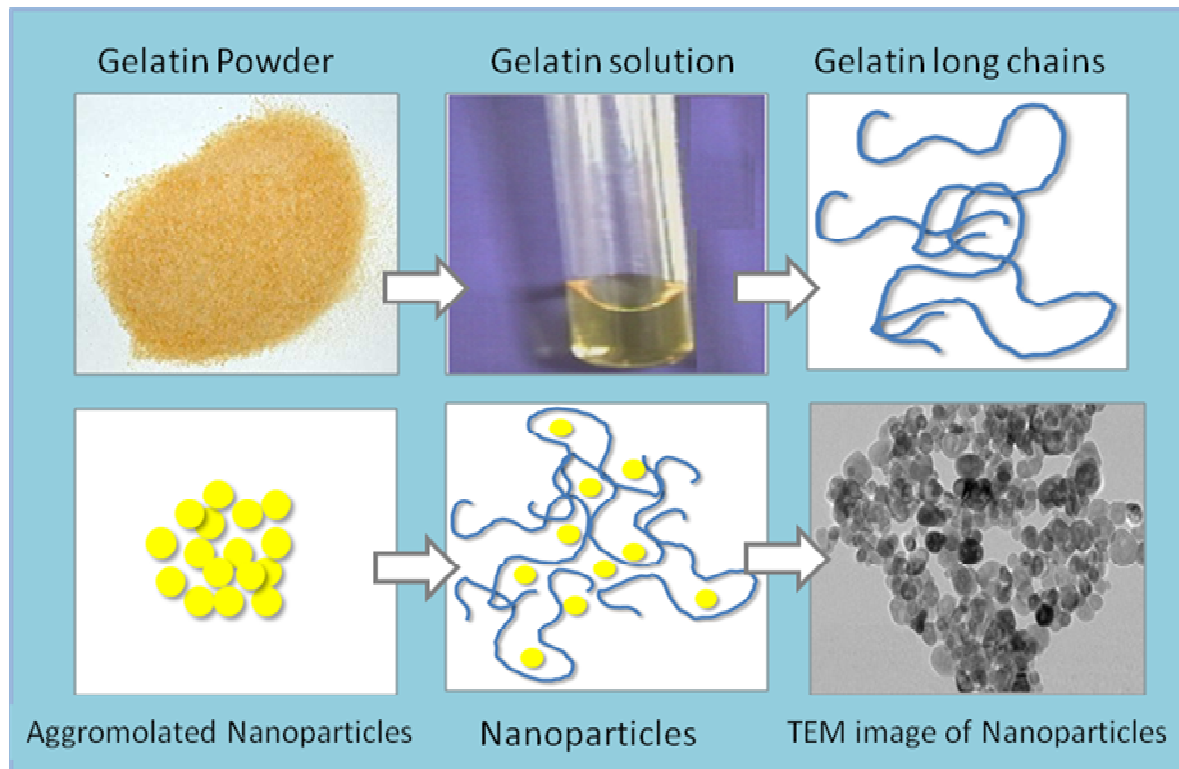 Gelatin Powder
Gelatin solution
Gelatin long chains
Aggromolated Nanoparticles
Nanoparticles
TEM image of Nanoparticles